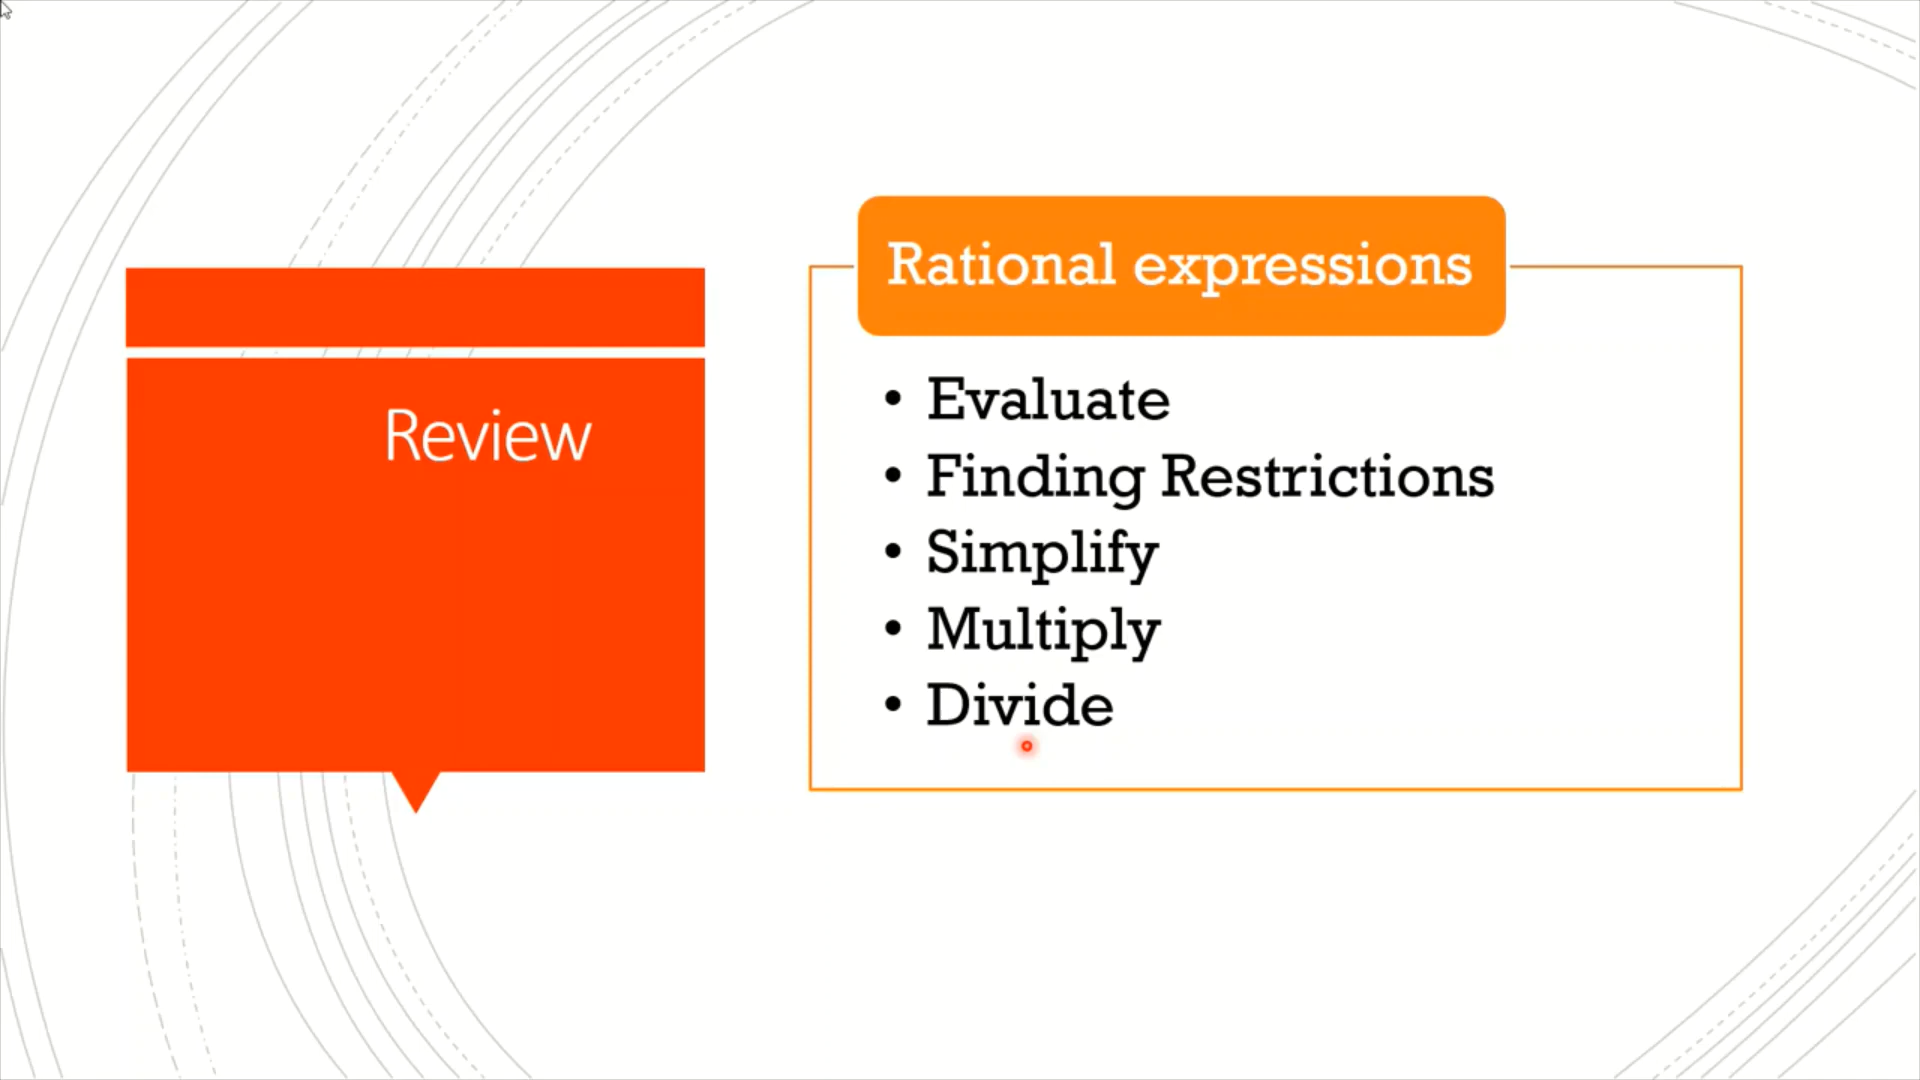 Review
Rational expressions
• Evaluate
• Finding Restrictions
• Simplify
• Multiply
• Divide